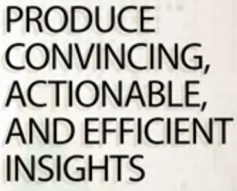 PRODUCE
CONVINCING,
ACTIONABLE,
AND EFFICIENT
INSIGHTS